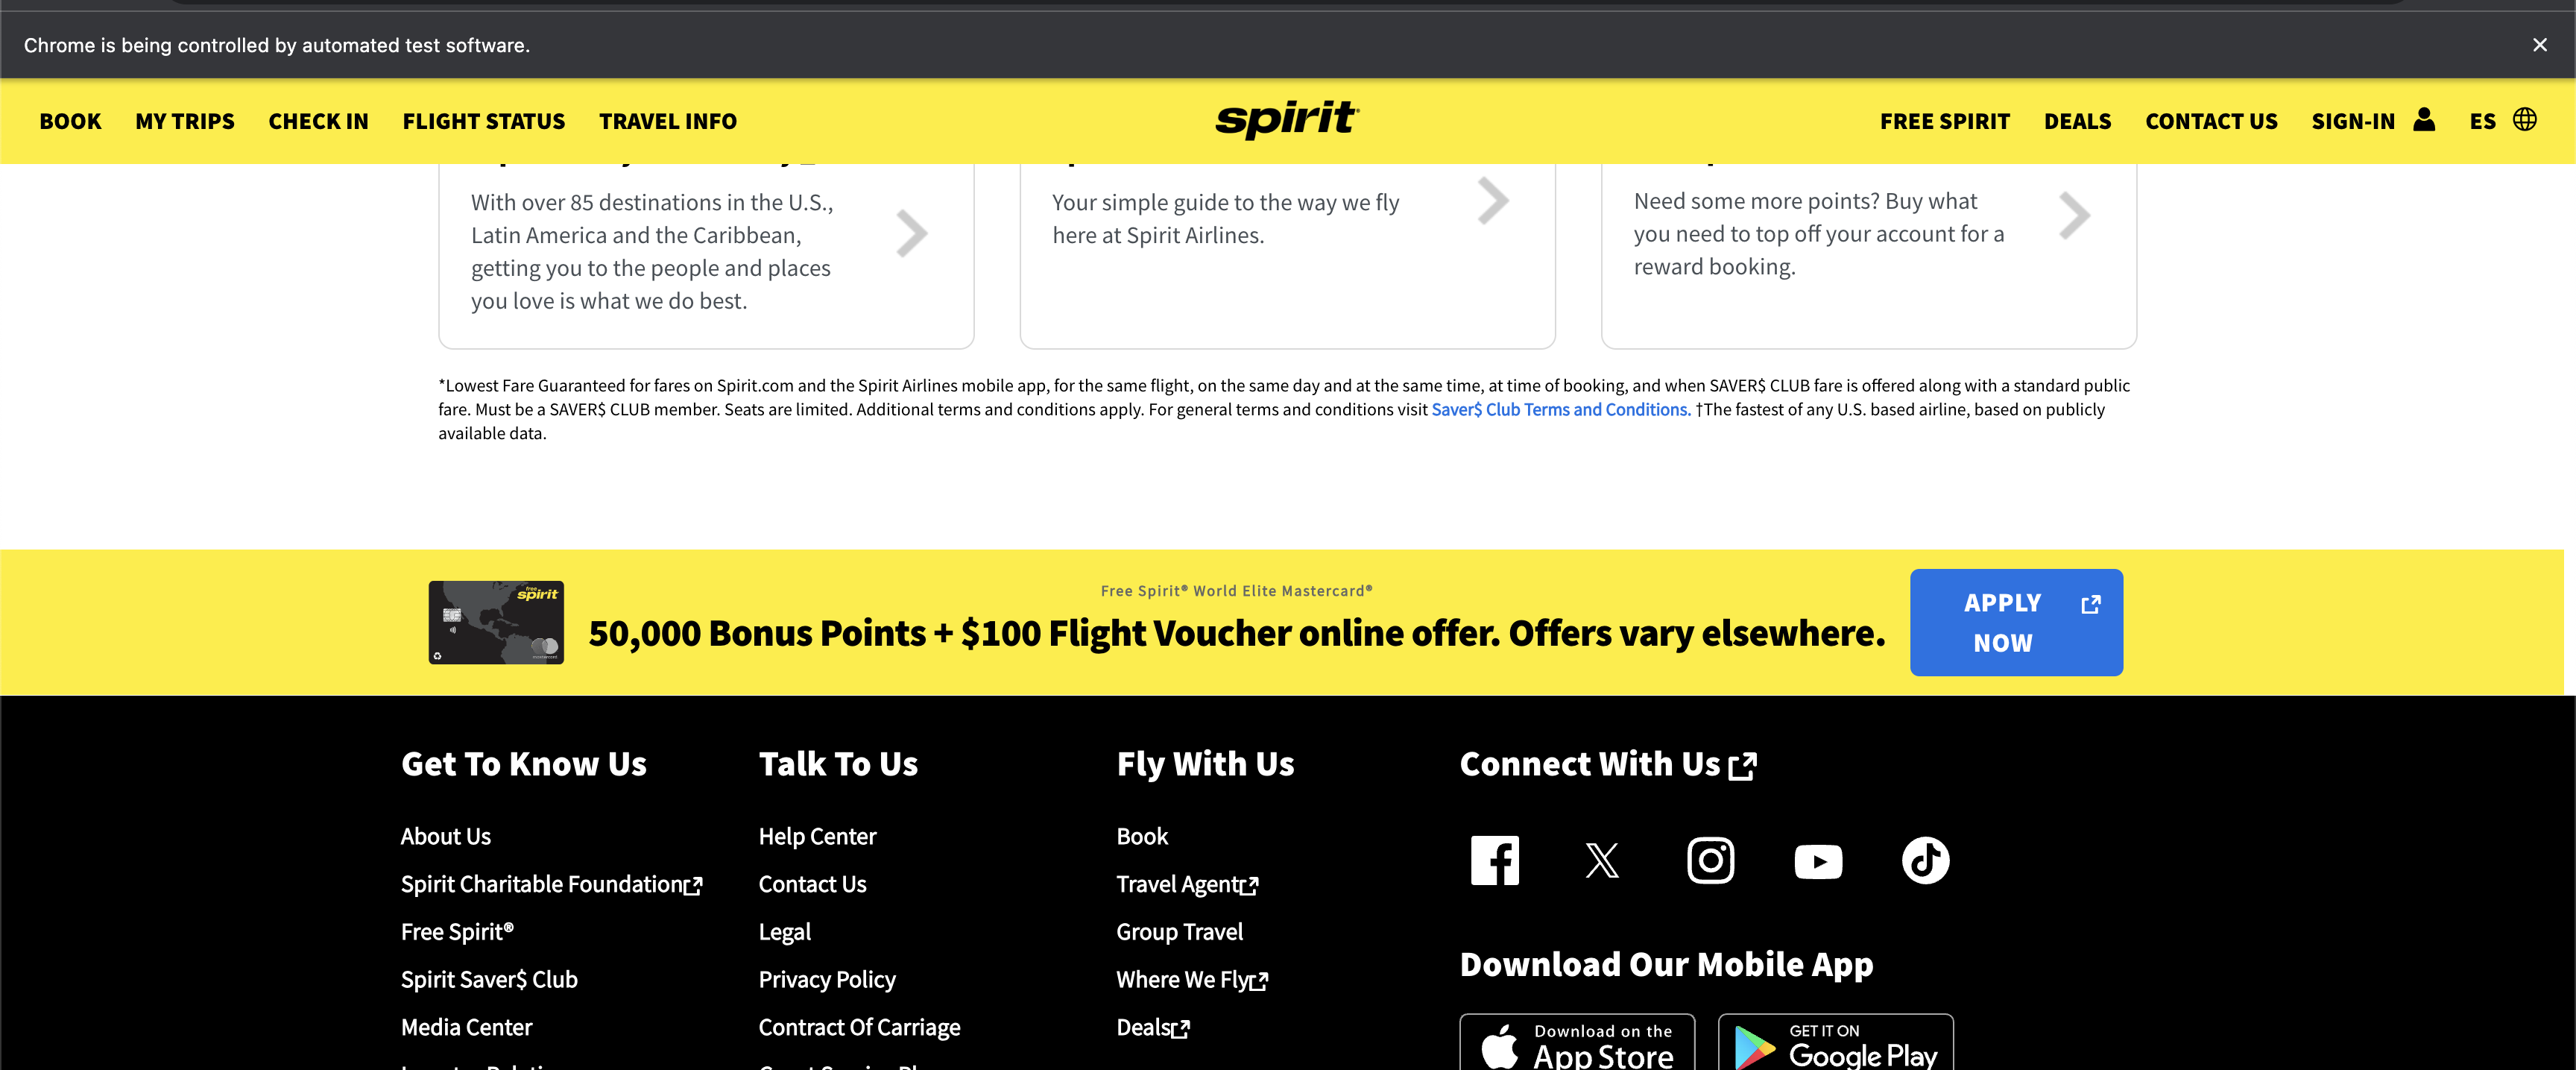 Chrome is being controlled by automated test software.
BOOK MY TRIPS CHECK IN FLIGHT STATUS TRAVEL INFO spirit FREE SPIRIT DEALS CONTACT US SIGN-IN ES
With over 85 destinations in the U.S.,
Latin America and the Caribbean,
getting you to the people and places
you love is what we do best.
Your simple guide to the way we fly
here at Spirit Airlines.
Need some more points? Buy what
you need to top off your account for a
reward booking.
*Lowest Fare Guaranteed for fares on Spirit.com and the Spirit Airlines mobile app, for the same flight, on the same day and at the same time, at time of booking, and when SAVER$ CLUB fare is offered along with a standard public
fare. Must be a SAVER$ CLUB member. Seats are limited. Additional terms and conditions apply. For general terms and conditions visit Saver$ Club Terms and Conditions. †The fastest of any U.S. based airline, based on publicly
available data.
free
spirit
mastercard
Free Spirit® World Elite Mastercard®
50,000 Bonus Points + $100 Flight Voucher online offer. Offers vary elsewhere.
APPLY
NOW
Get To Know Us
About Us
Spirit Charitable Foundation
Free Spirit®
Spirit Saver$ Club
Media Center
Talk To Us
Help Center
Contact Us
Legal
Privacy Policy
Contract Of Carriage
Fly With Us
Book
Travel Agent
Group Travel
Where We Fly
Deals
Connect With Us
Download Our Mobile App
Download on the
App Store
GET IT ON
Google Play